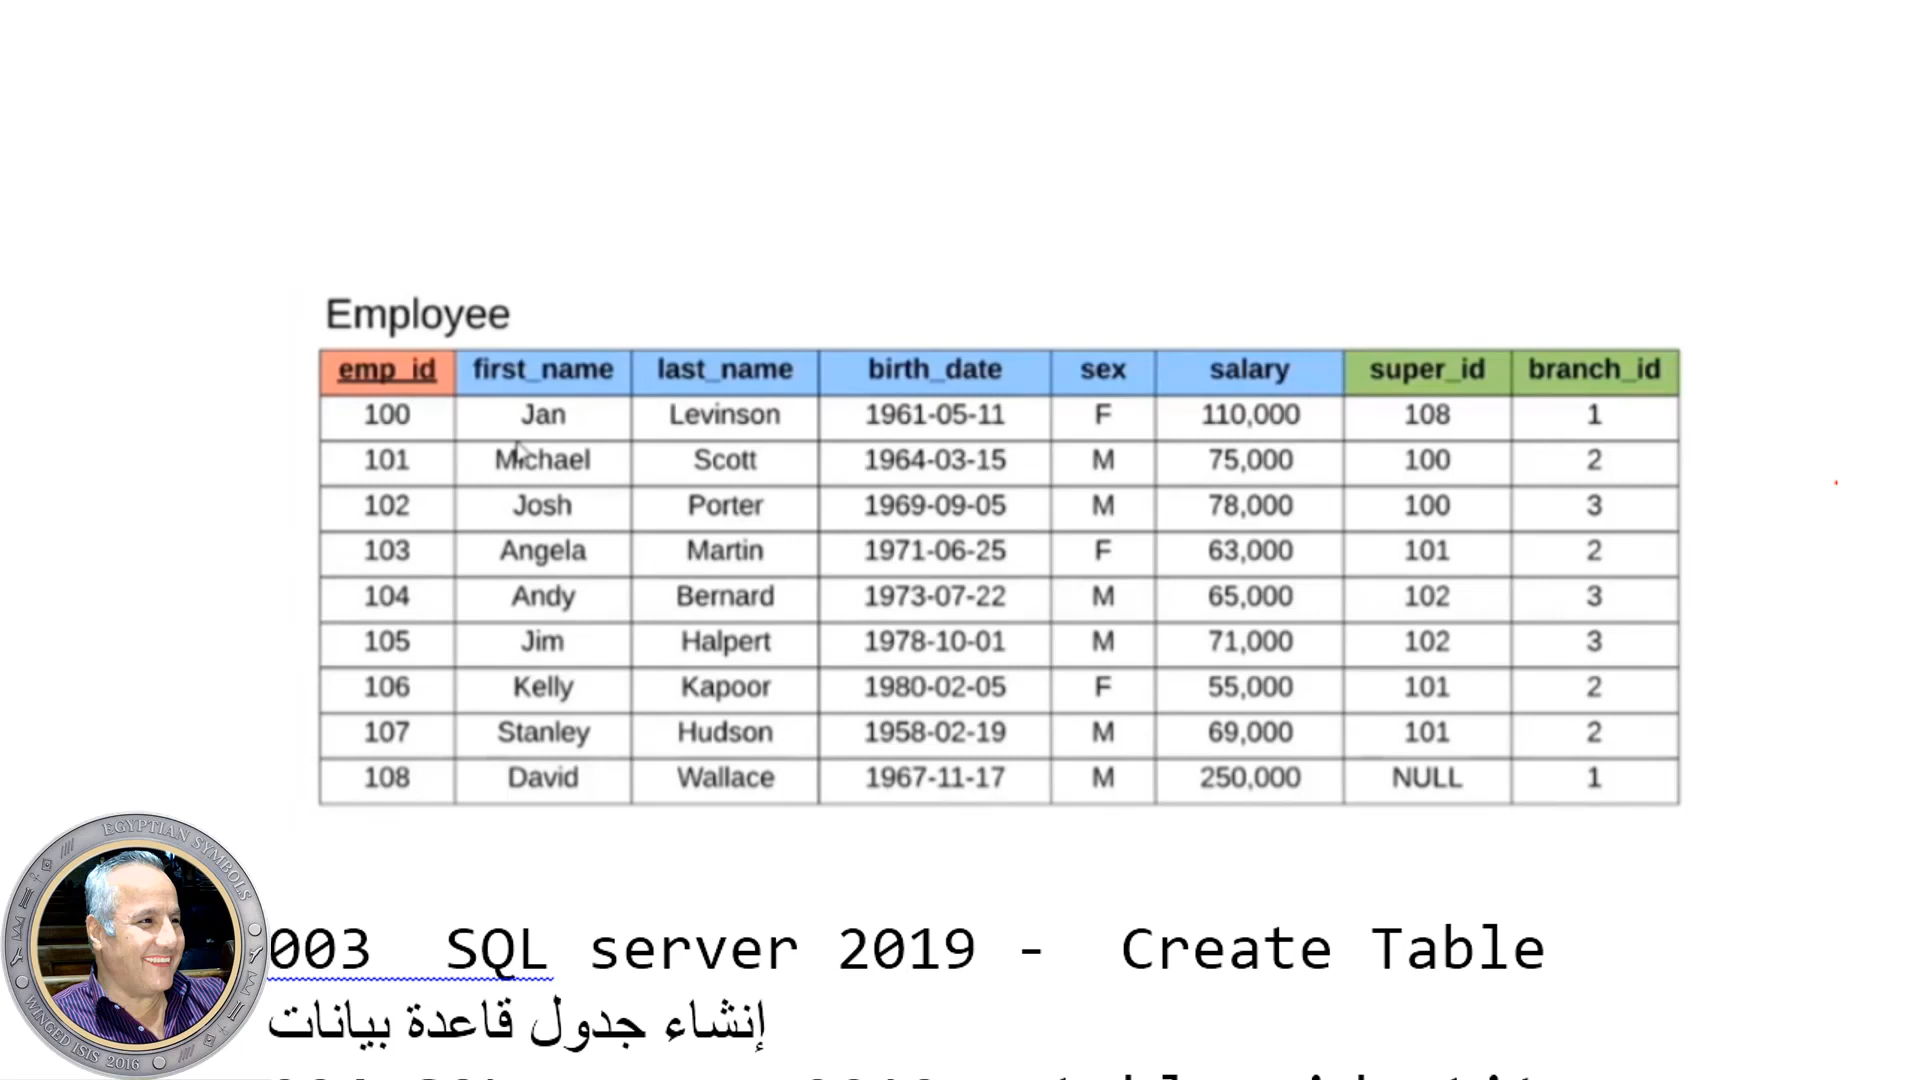 Employee
emp_id first_name last_name birth_date sex salary super_id branch_id
100 Jan Levinson 1961-05-11 F 110,000 108 1
101 Michael Scott 1964-03-15 M 75,000 100 2
102 Josh Porter 1969-09-05 M 78,000 100 3
103 Angela Martin 1971-06-25 F 63,000 101 2
104 Andy Bernard 1973-07-22 M 65,000 102 3
105 Jim Halpert 1978-10-01 M 71,000 102 3
106 Kelly Kapoor 1980-02-05 F 55,000 101 2
107 Stanley Hudson 1958-02-19 M 69,000 101 2
108 David Wallace 1967-11-17 M 250,000 NULL 1
EGYPTIAN SYMBOLS
WINGED ISIS 2016
003 SQL server 2019 - Create Table
إنشاء جدول قاعدة بيانات